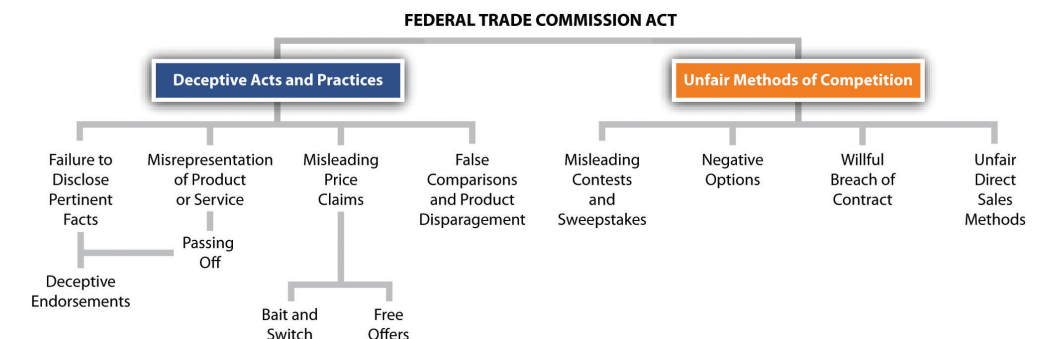 FEDERAL TRADE COMMISSION ACT
Deceptive Acts and Practices
Unfair Methods of Competition
Failure to
Disclose
Pertinent
Facts
Misrepresentation
of Product
or Service
Misleading
Price
Claims
False
Comparisons
and Product
Disparagement
Misleading
Contests
and
Sweepstakes
Negative
Options
Willful
Breach of
Contract
Unfair
Direct
Sales
Methods
Passing
Off
Deceptive
Endorsements
Bait and
Switch
Free
Offers